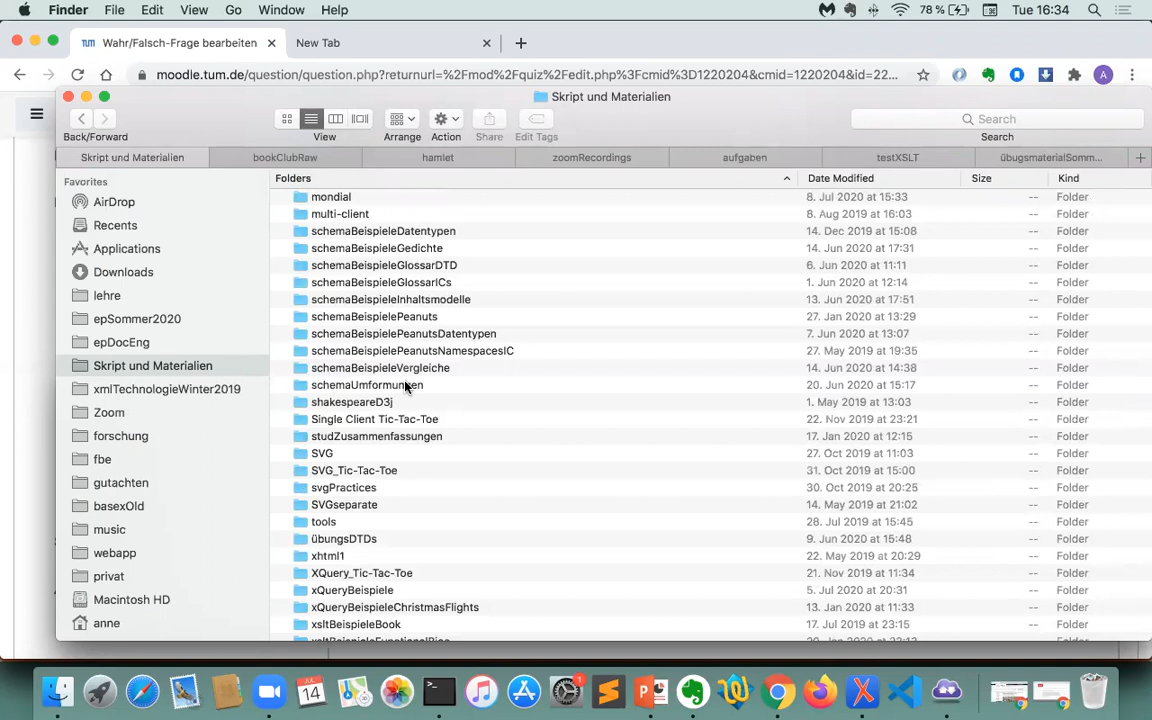 Finder File Edit View Go Window Help 78 % Tue 16:34
Wahr/Falsch-Frage bearbeiten New Tab
moodle.tum.de/question/question.php?returnurl=%2Fmod%2Fquiz%2Fedit.php%3Fcmid%3D1220204&cmid=1220204&id=22... A
Skript und Materialien
Search
Back/Forward View Arrange Action Share Edit Tags Search
Skript und Materialien bookClubRaw hamlet zoomRecordings aufgaben testXSLT übugsmaterialSomm...
Favorites
AirDrop
Recents
Applications
Downloads
lehre
epSommer2020
epDocEng
Skript und Materialien
xmlTechnologieWinter2019
Zoom
forschung
fbe
gutachten
basexOld
music
webapp
privat
Macintosh HD
anne
Folders Date Modified Size Kind
mondial 8. Jul 2020 at 15:33 -- Folder
multi-client 8. Aug 2019 at 16:03 -- Folder
schemaBeispieleDatentypen 14. Dec 2019 at 15:08 -- Folder
schemaBeispieleGedichte 14. Jun 2020 at 17:31 -- Folder
schemaBeispieleGlossarDTD 6. Jun 2020 at 11:11 -- Folder
schemaBeispieleGlossarICs 1. Jun 2020 at 12:14 -- Folder
schemaBeispieleInhaltsmodelle 13. Jun 2020 at 17:51 -- Folder
schemaBeispielePeanuts 27. Jan 2020 at 13:29 -- Folder
schemaBeispielePeanutsDatentypen 7. Jun 2020 at 13:07 -- Folder
schemaBeispielePeanutsNamespacesIC 27. May 2020 at 19:35 -- Folder
schemaBeispieleVergleiche 14. Jun 2020 at 14:38 -- Folder
schemaUmformungen 20. Jun 2020 at 15:17 -- Folder
shakespeareD3j 1. May 2019 at 13:03 -- Folder
Single Client Tic-Tac-Toe 22. Nov 2019 at 23:21 -- Folder
studZusammenfassungen 17. Jan 2020 at 12:15 -- Folder
SVG 27. Oct 2019 at 11:03 -- Folder
SVG_Tic-Tac-Toe 31. Oct 2019 at 15:00 -- Folder
svgPractices 30. Oct 2019 at 20:25 -- Folder
SVGseparate 14. May 2019 at 21:02 -- Folder
tools 28. Jul 2019 at 15:45 -- Folder
übungsDTDs 9. Jun 2020 at 15:48 -- Folder
xhtml1 22. May 2019 at 20:29 -- Folder
XQuery_Tic-Tac-Toe 21. Nov 2019 at 11:34 -- Folder
xQueryBeispiele 5. Jul 2020 at 20:31 -- Folder
xQueryBeispieleChristmasFlights 13. Jan 2020 at 11:33 -- Folder
xsltBeispieleBook 17. Jul 2019 at 23:15 -- Folder
JUL
14
1